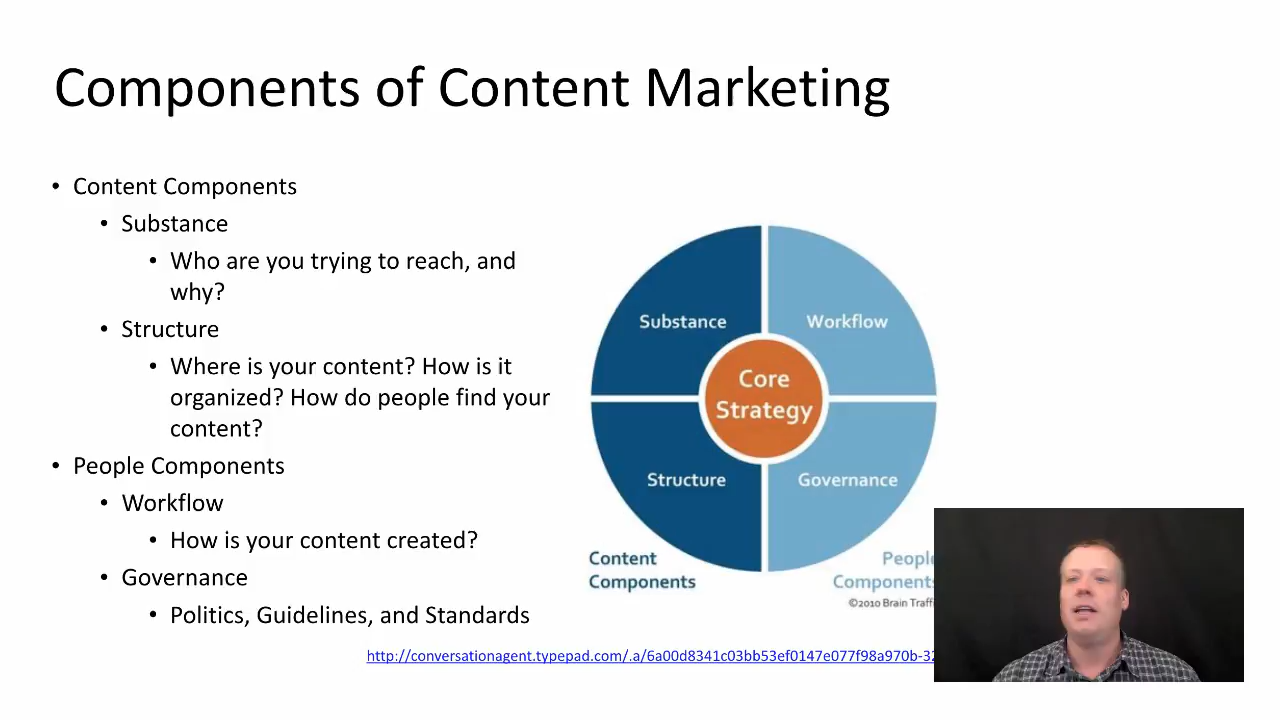 Components of Content Marketing
• Content Components
• Substance
• Who are you trying to reach, and
why?
• Structure
• Where is your content? How is it
organized? How do people find your
content?
• People Components
• Workflow
• How is your content created?
• Governance
• Politics, Guidelines, and Standards
Substance
Workflow
Core
Strategy
Structure
Governance
Content
Components
People
Components
©2010 Brain Traffi
http://conversationagent.typepad.com/.a/6a00d8341c03bb53ef0147e077f98a970b-32